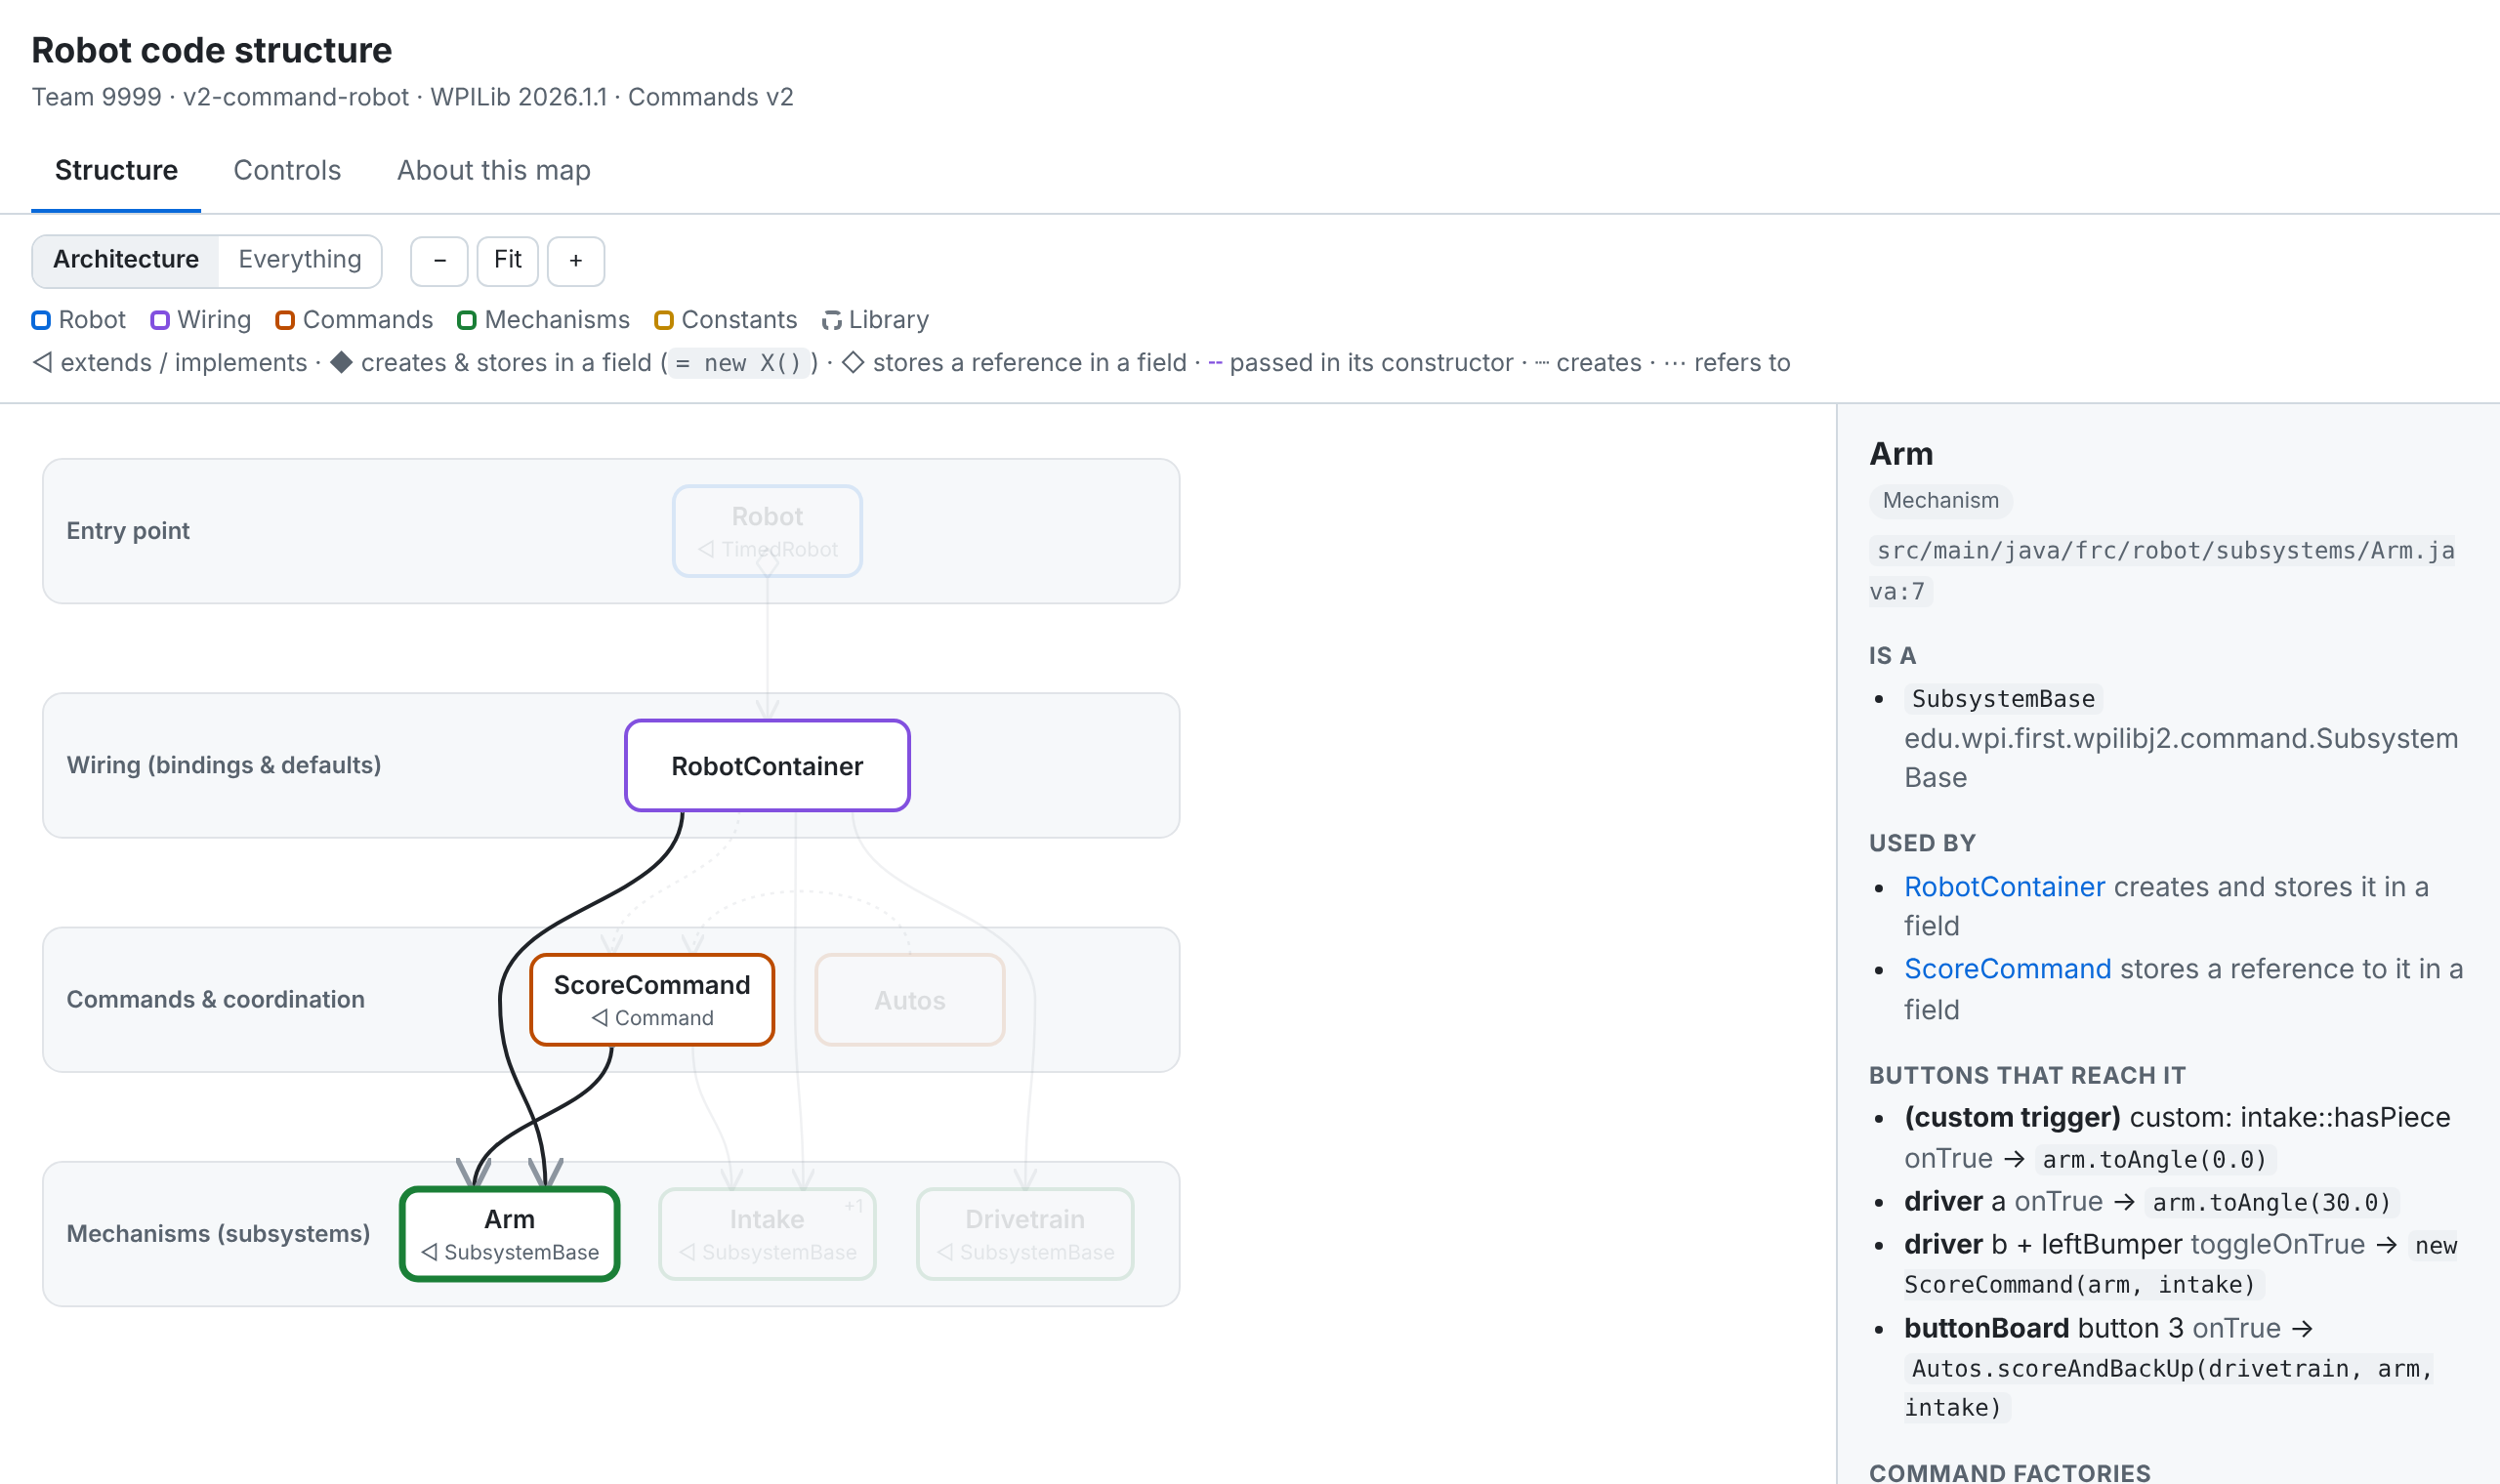 Robot code structure
Team 9999 · v2-command-robot · WPILib 2026.1.1 · Commands v2
Structure Controls About this map
Architecture Everything − Fit +
Robot Wiring Commands Mechanisms Constants Library
◁ extends / implements · ◆ creates & stores in a field (= new X()) · ◇ stores a reference in a field · -- passed in its constructor · ┄ creates · ⋯ refers to
Entry point
Robot
◁ TimedRobot
Wiring (bindings & defaults)
RobotContainer
Commands & coordination
ScoreCommand
◁ Command
Autos
Mechanisms (subsystems)
Arm
◁ SubsystemBase
Intake +1
◁ SubsystemBase
Drivetrain
◁ SubsystemBase
Arm
Mechanism
src/main/java/frc/robot/subsystems/Arm.ja
va:7
IS A
• SubsystemBase
edu.wpi.first.wpilibj2.command.Subsystem
Base
USED BY
• RobotContainer creates and stores it in a
field
• ScoreCommand stores a reference to it in a
field
BUTTONS THAT REACH IT
• (custom trigger) custom: intake::hasPiece
onTrue → arm.toAngle(0.0)
• driver a onTrue → arm.toAngle(30.0)
• driver b + leftBumper toggleOnTrue → new
ScoreCommand(arm, intake)
• buttonBoard button 3 onTrue →
Autos.scoreAndBackUp(drivetrain, arm,
intake)
COMMAND FACTORIES